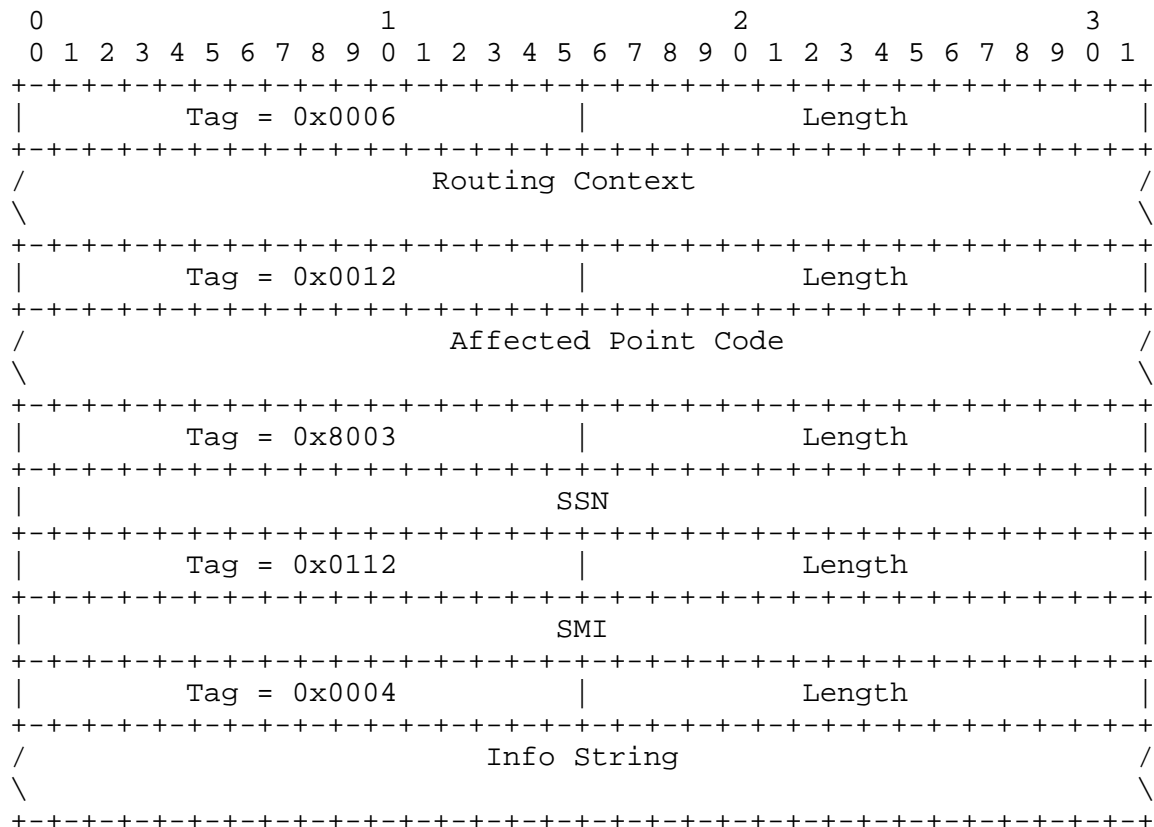 0                   1                   2                   3
 0 1 2 3 4 5 6 7 8 9 0 1 2 3 4 5 6 7 8 9 0 1 2 3 4 5 6 7 8 9 0 1
+-+-+-+-+-+-+-+-+-+-+-+-+-+-+-+-+-+-+-+-+-+-+-+-+-+-+-+-+-+-+-+-+
|         Tag = 0x0006          |            Length             |
+-+-+-+-+-+-+-+-+-+-+-+-+-+-+-+-+-+-+-+-+-+-+-+-+-+-+-+-+-+-+-+-+
/                       Routing Context                         /
\                                                               \
+-+-+-+-+-+-+-+-+-+-+-+-+-+-+-+-+-+-+-+-+-+-+-+-+-+-+-+-+-+-+-+-+
|         Tag = 0x0012          |            Length             |
+-+-+-+-+-+-+-+-+-+-+-+-+-+-+-+-+-+-+-+-+-+-+-+-+-+-+-+-+-+-+-+-+
/                        Affected Point Code                    /
\                                                               \
+-+-+-+-+-+-+-+-+-+-+-+-+-+-+-+-+-+-+-+-+-+-+-+-+-+-+-+-+-+-+-+-+
|         Tag = 0x8003          |            Length             |
+-+-+-+-+-+-+-+-+-+-+-+-+-+-+-+-+-+-+-+-+-+-+-+-+-+-+-+-+-+-+-+-+
|                              SSN                              |
+-+-+-+-+-+-+-+-+-+-+-+-+-+-+-+-+-+-+-+-+-+-+-+-+-+-+-+-+-+-+-+-+
|         Tag = 0x0112          |            Length             |
+-+-+-+-+-+-+-+-+-+-+-+-+-+-+-+-+-+-+-+-+-+-+-+-+-+-+-+-+-+-+-+-+
|                              SMI                              |
+-+-+-+-+-+-+-+-+-+-+-+-+-+-+-+-+-+-+-+-+-+-+-+-+-+-+-+-+-+-+-+-+
|         Tag = 0x0004          |            Length             |
+-+-+-+-+-+-+-+-+-+-+-+-+-+-+-+-+-+-+-+-+-+-+-+-+-+-+-+-+-+-+-+-+
/                          Info String                          /
\                                                               \
+-+-+-+-+-+-+-+-+-+-+-+-+-+-+-+-+-+-+-+-+-+-+-+-+-+-+-+-+-+-+-+-+